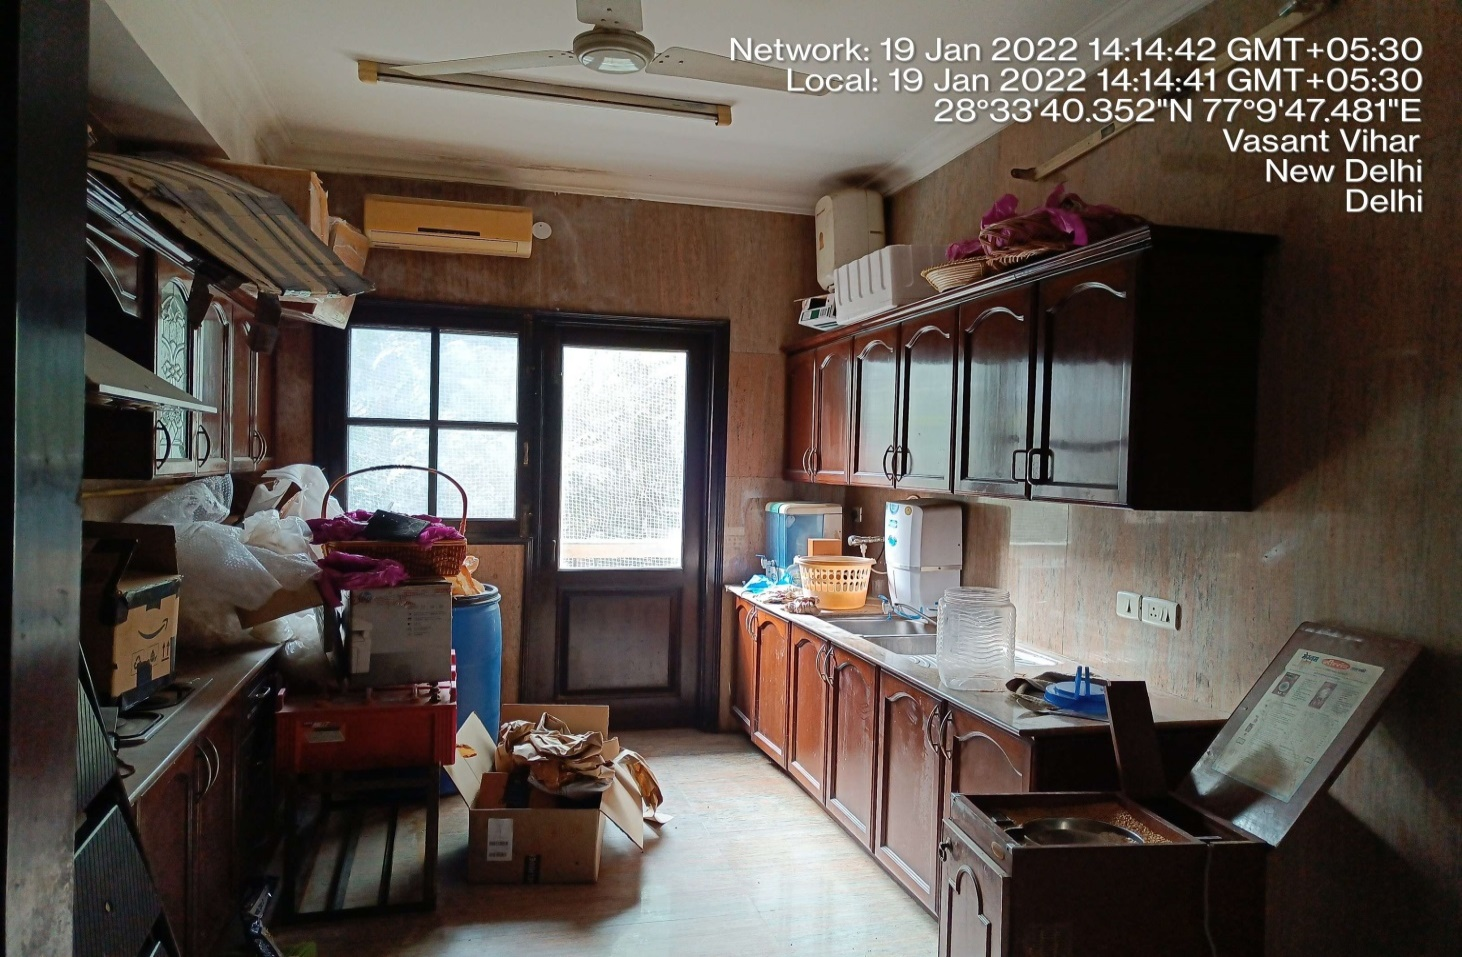 Network: 19 Jan 2022 14:14:42 GMT+05:30
Local: 19 Jan 2022 14:14:41 GMT+05:30
28°33'40.352"N 77°9'47.481"E
Vasant Vihar
New Delhi
Delhi